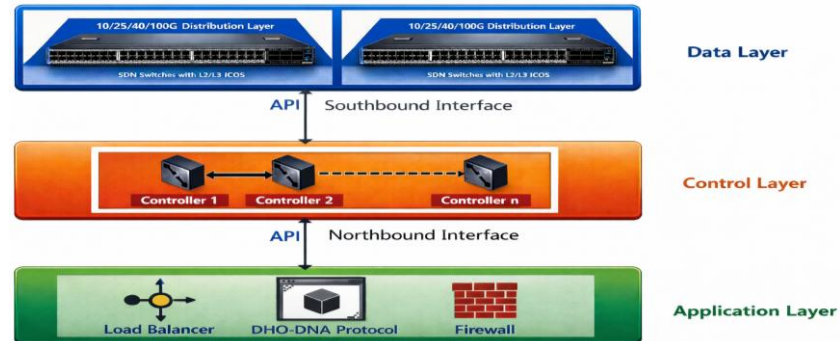 10/25/40/100G Distribution Layer
10/25/40/100G Distribution Layer
SDN Switches with L2/L3 ICOS
SDN Switches with L2/L3 ICOS
Data Layer
API Southbound Interface
Controller 1
Controller 2
Controller n
Control Layer
API Northbound Interface
Load Balancer
DHO-DNA Protocol
Firewall
Application Layer